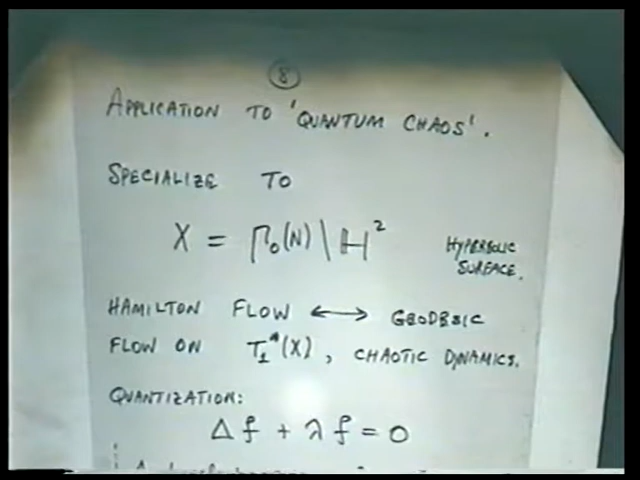 8
APPLICATION TO 'QUANTUM CHAOS'.
SPECIALIZE TO
X = Γ₀(N) \ H² HYPERBOLIC SURFACE.
HAMILTON FLOW ⟷ GEODESIC
FLOW ON T₁*(X), CHAOTIC DYNAMICS.
QUANTIZATION:
Δf + λf = 0